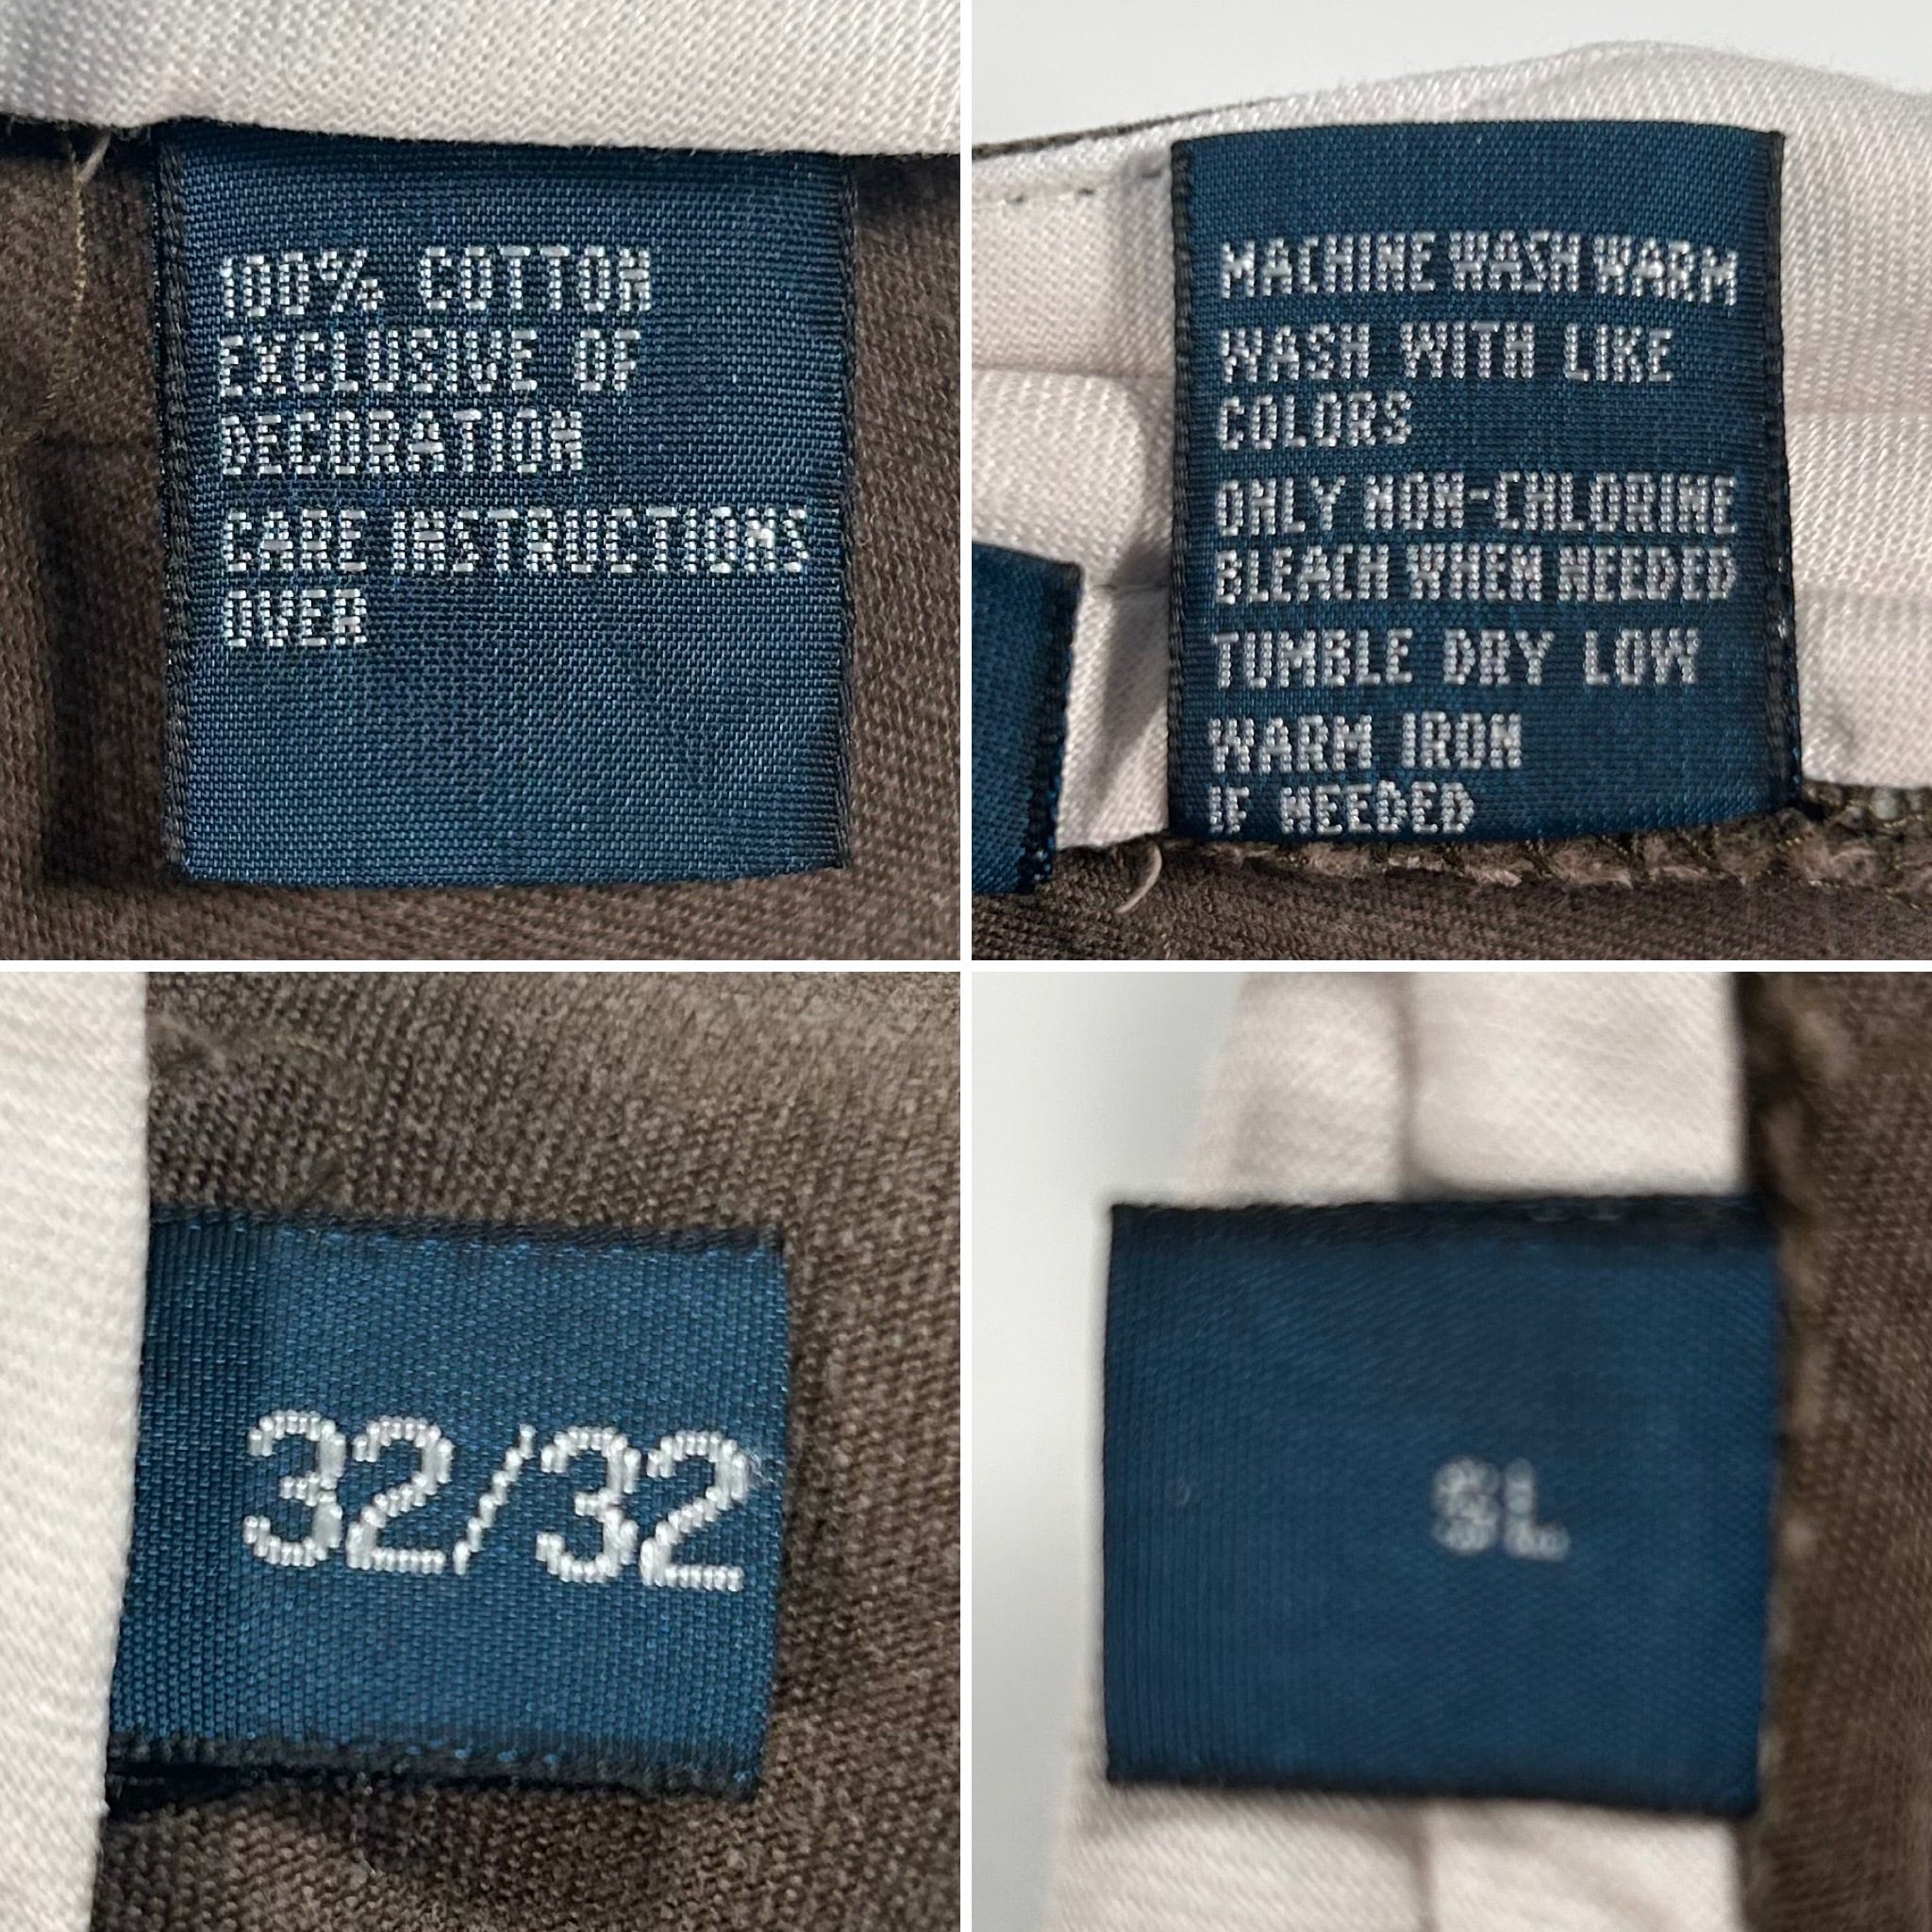 100% COTTON
EXCLUSIVE OF
DECORATION
CARE INSTRUCTIONS
OVER
MACHINE WASH WARM
WASH WITH LIKE
COLORS
ONLY NON-CHLORINE
BLEACH WHEN NEEDED
TUMBLE DRY LOW
WARM IRON
IF NEEDED
32/32